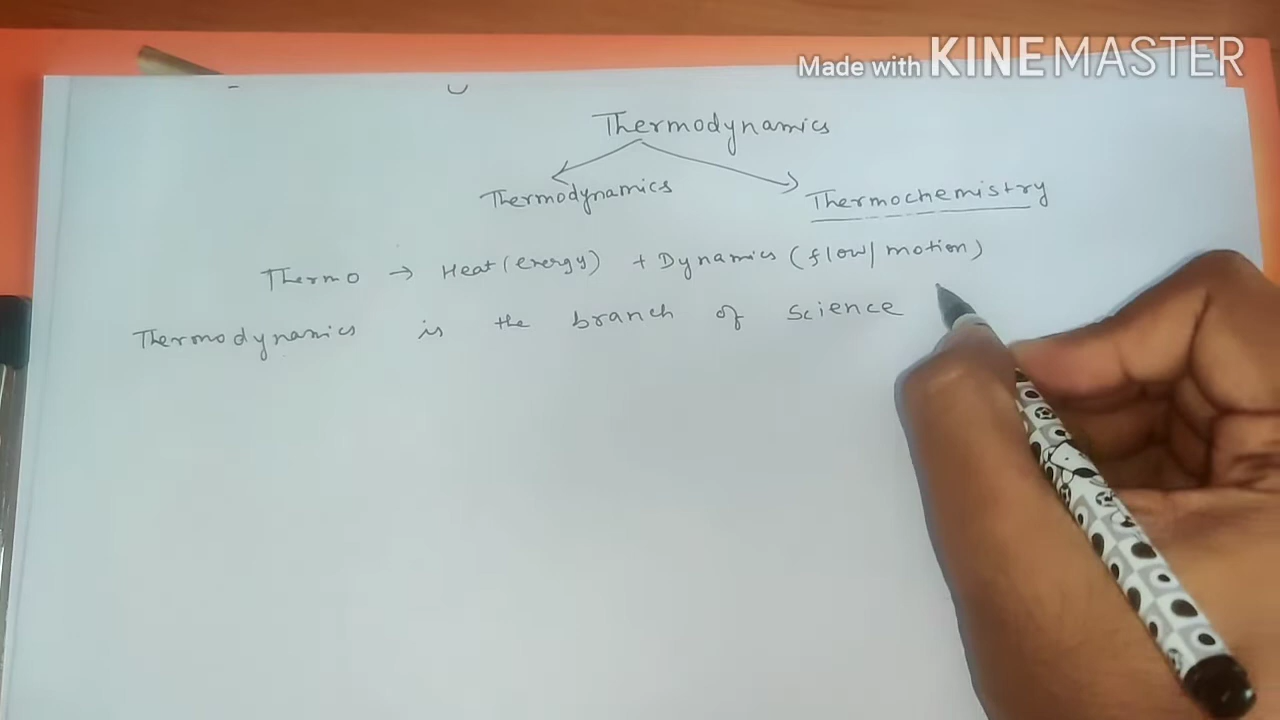 Made with KINEMASTER
Thermodynamics
Thermodynamics Thermochemistry
Thermo → Heat (energy) + Dynamics (flow/motion)
Thermodynamics is the branch of science